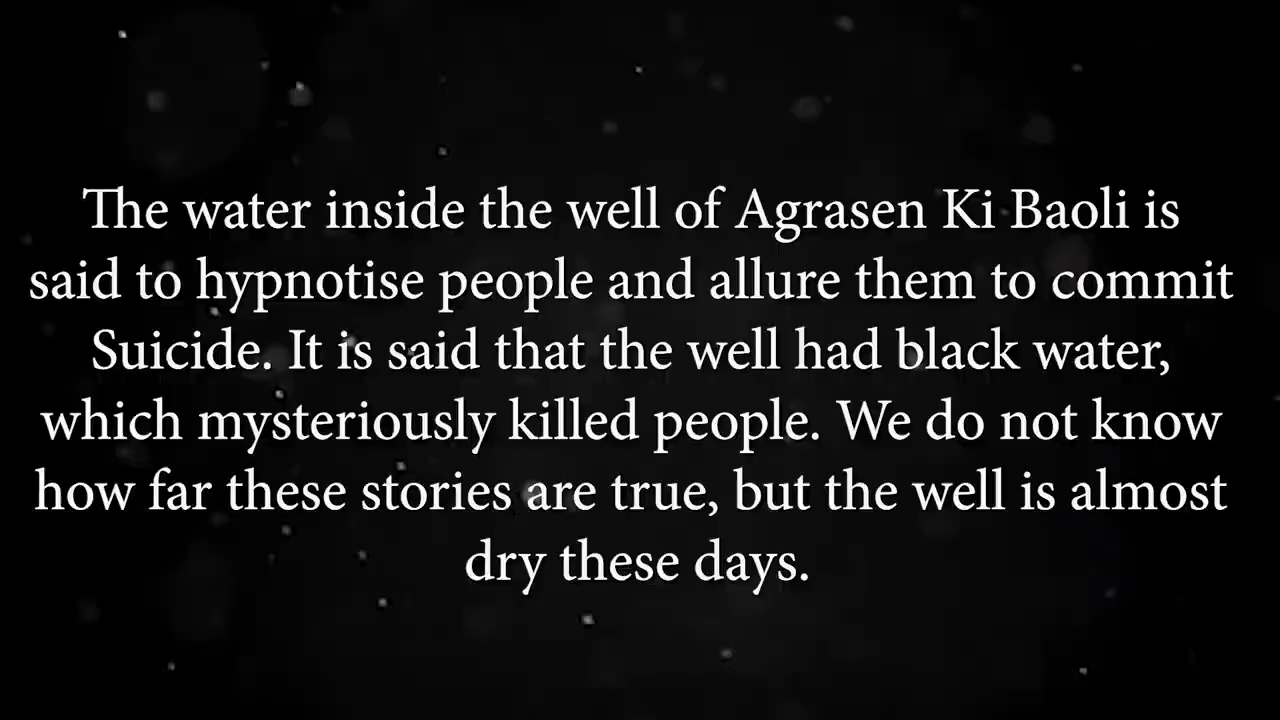 The water inside the well of Agrasen Ki Baoli is
said to hypnotise people and allure them to commit
Suicide. It is said that the well had black water,
which mysteriously killed people. We do not know
how far these stories are true, but the well is almost
dry these days.